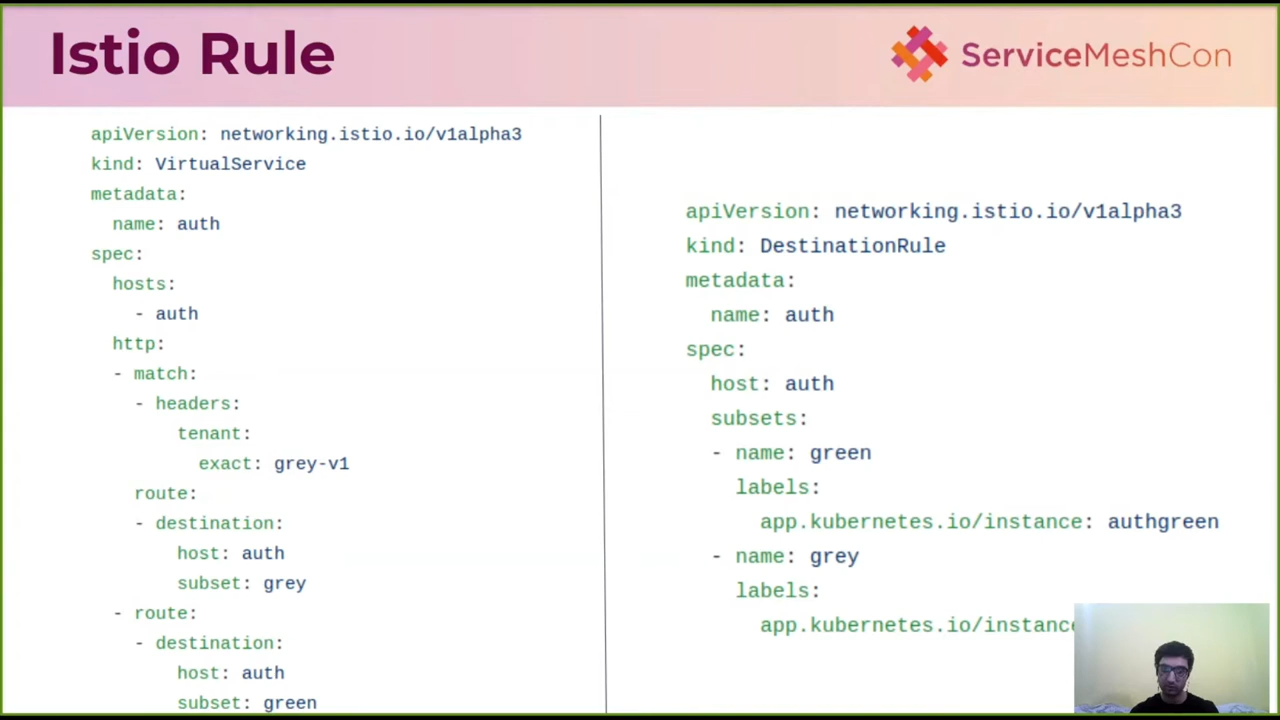 Istio Rule
ServiceMeshCon
apiVersion: networking.istio.io/v1alpha3
kind: VirtualService
metadata:
  name: auth
spec:
  hosts:
    - auth
  http:
  - match:
    - headers:
        tenant:
          exact: grey-v1
    route:
    - destination:
        host: auth
        subset: grey
  - route:
    - destination:
        host: auth
        subset: green
apiVersion: networking.istio.io/v1alpha3
kind: DestinationRule
metadata:
  name: auth
spec:
  host: auth
  subsets:
  - name: green
    labels:
      app.kubernetes.io/instance: authgreen
  - name: grey
    labels:
      app.kubernetes.io/instance